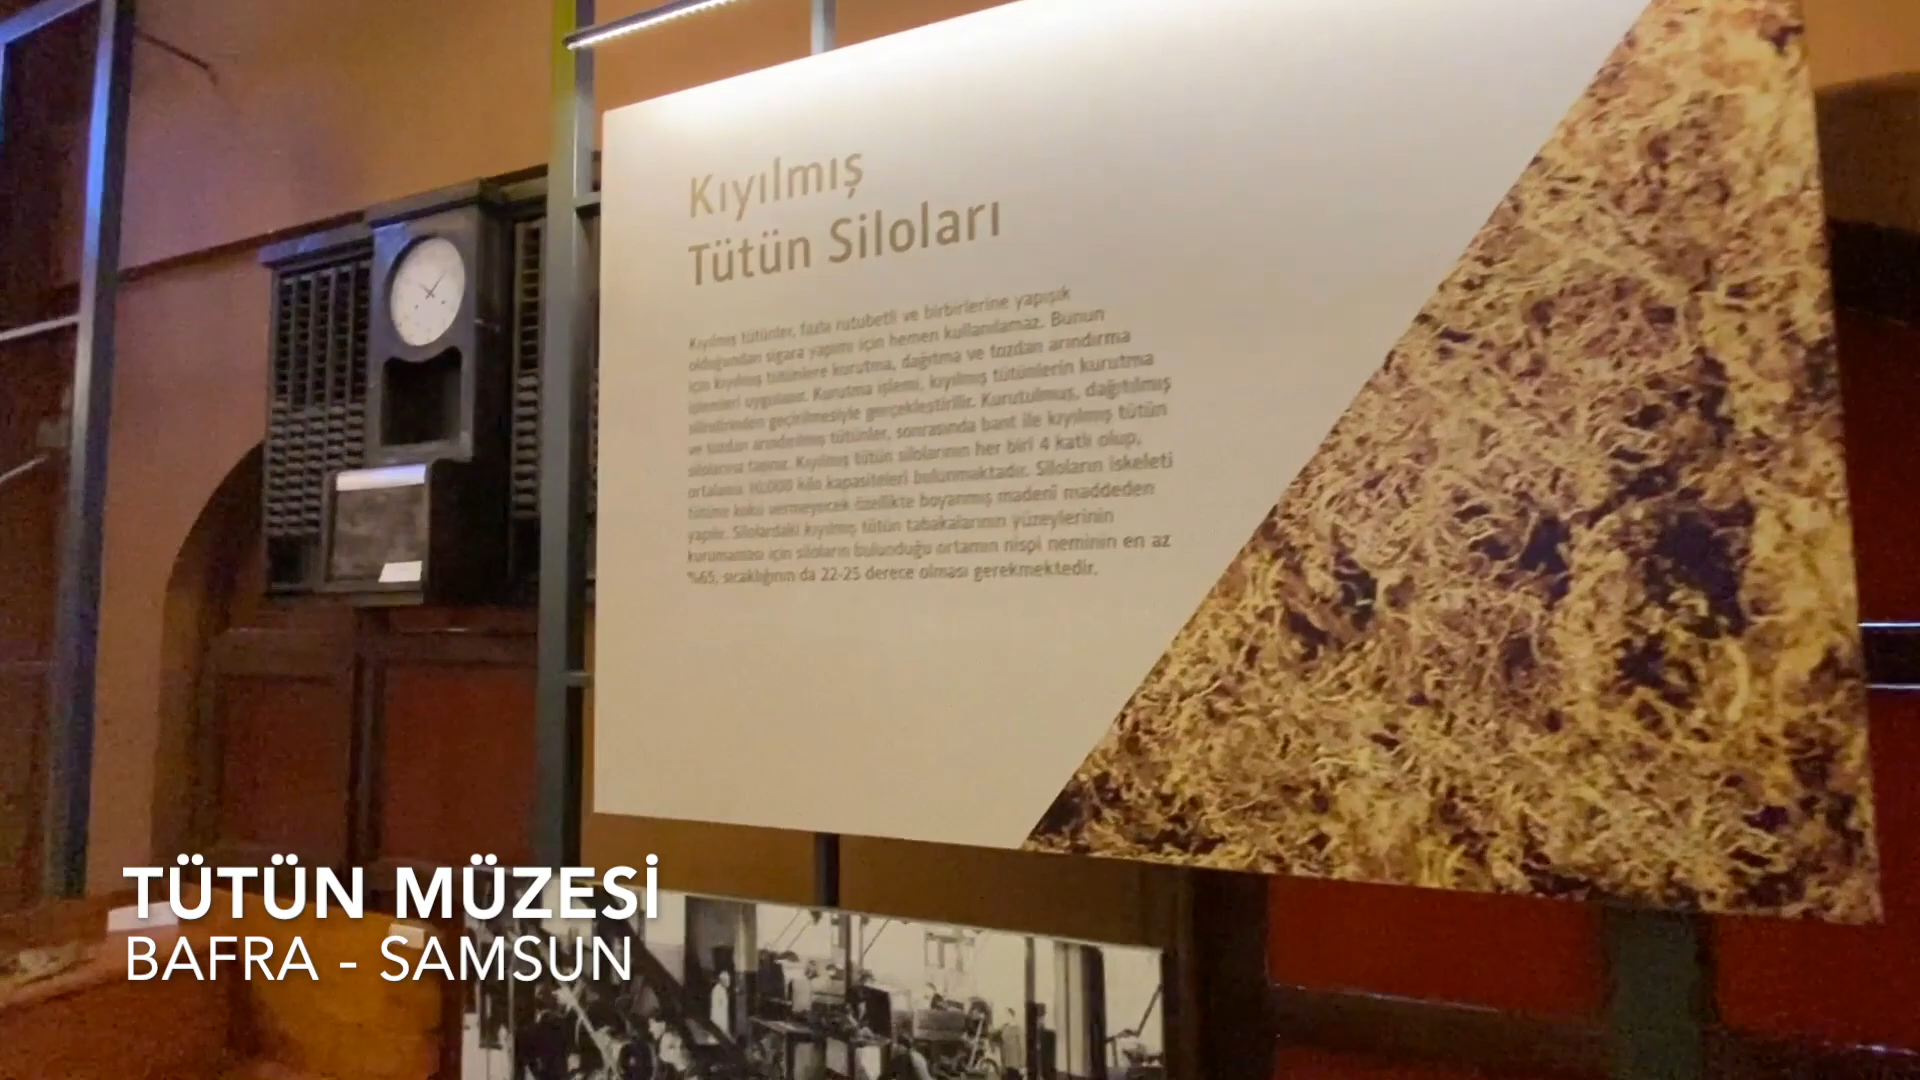 Kıyılmış
Tütün Siloları
Kıyılmış tütünler, fazla rutubetli ve birbirlerine yapışık
olduğundan sigara yapımı için hemen kullanılamaz. Bunun
için kıyılmış tütünlere kurutma, dağıtma ve tozdan arındırma
işlemleri uygulanır. Kurutma işlemi, kıyılmış tütünlerin kurutma
silindirinden geçirilmesiyle gerçekleştirilir. Kurutulmuş, dağıtılmış
ve tozdan arındırılmış tütünler, sonrasında bant ile kıyılmış tütün
silolarına taşınır. Kıyılmış tütün silolarının her biri 4 katlı olup,
ortalama 10.000 kilo kapasiteleri bulunmaktadır. Siloların iskeleti
tütüne koku vermeyecek özellikte boyanmış madeni maddeden
yapılır. Silolardaki kıyılmış tütün tabakalarının yüzeylerinin
kurumaması için siloların bulunduğu ortamın nispi neminin en az
%65, sıcaklığının da 22-25 derece olması gerekmektedir.
TÜTÜN MÜZESİ
BAFRA - SAMSUN